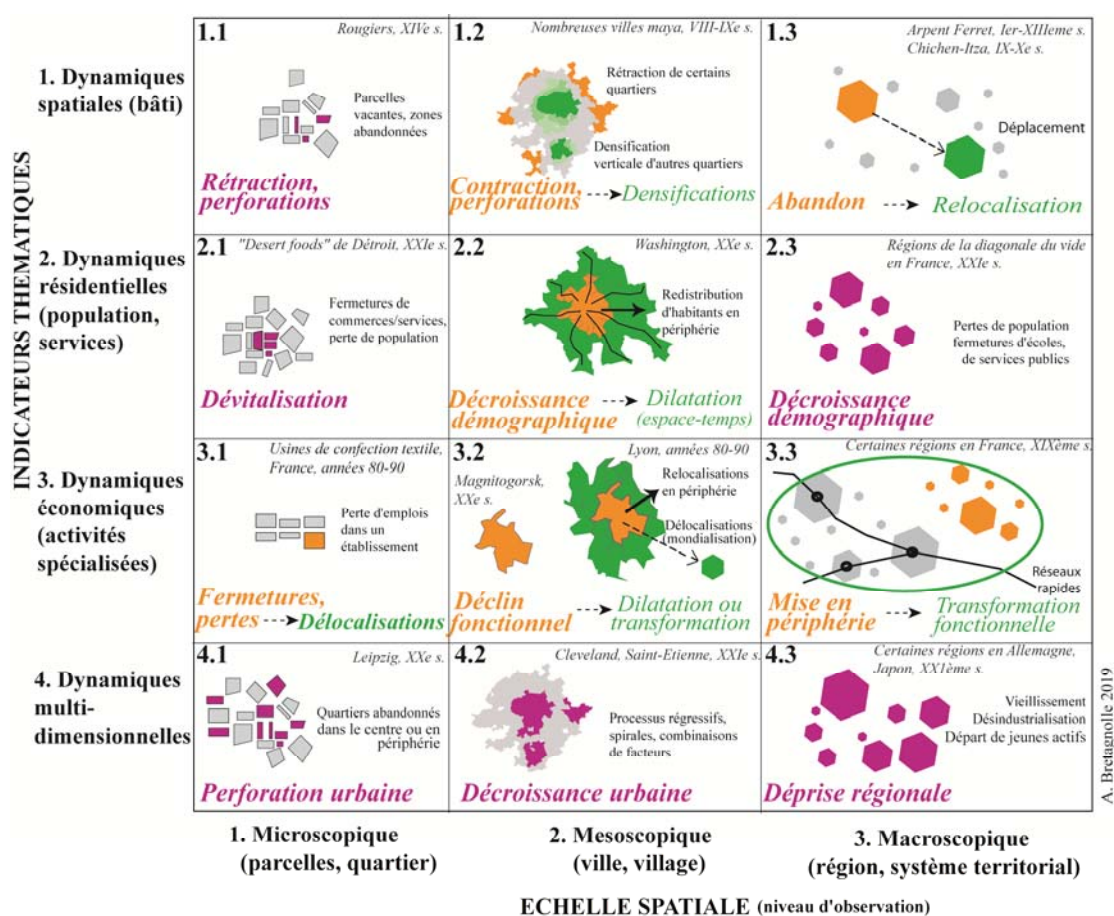 INDICATEURS THEMATIQUES
1. Dynamiques
spatiales (bâti)
1.1
Rougiers, XIVe s.
Parcelles
vacantes, zones
abandonnées
Rétraction,
perforations
1.2
Nombreuses villes maya, VIII-IXe s.
Rétraction de certains
quartiers
Densification
verticale d'autres quartiers
Contraction,
perforations
Densifications
1.3
Arpent Ferret, Ier-XIIIeme s.
Chichen-Itza, IX-Xe s.
Déplacement
Abandon
Relocalisation
2. Dynamiques
résidentielles
(population,
services)
2.1
"Desert foods" de Détroit, XXIe s.
Fermetures de
commerces/services,
perte de population
Dévitalisation
2.2
Washington, XXe s.
Redistribution
d'habitants en
périphérie
Décroissance
démographique
Dilatation
(espace-temps)
2.3
Régions de la diagonale du vide
en France, XXIe s.
Pertes de population
fermetures d'écoles,
de services publics
Décroissance
démographique
3. Dynamiques
économiques
(activités
spécialisées)
3.1
Usines de confection textile,
France, années 80-90
Perte d'emplois
dans un
établissement
Fermetures,
pertes
Délocalisations
3.2
Lyon, années 80-90
Magnitogorsk,
XXe s.
Relocalisations
en périphérie
Délocalisations
(mondialisation)
Déclin
fonctionnel
Dilatation ou
transformation
3.3
Certaines régions en France, XIXème s.
Réseaux
rapides
Mise en
périphérie
Transformation
fonctionnelle
4. Dynamiques
multi-
dimensionnelles
4.1
Leipzig, XXe s.
Quartiers abandonnés
dans le centre ou en
périphérie
Perforation urbaine
4.2
Cleveland, Saint-Etienne, XXIe s.
Processus régressifs,
spirales, combinaisons
de facteurs
Décroissance urbaine
4.3
Certaines régions en Allemagne,
Japon, XX1ème s.
Vieillissement
Désindustrialisation
Départ de jeunes actifs
Déprise régionale
A. Bretagnolle 2019
1. Microscopique
(parcelles, quartier)
2. Mesoscopique
(ville, village)
3. Macroscopique
(région, système territorial)
ECHELLE SPATIALE (niveau d'observation)